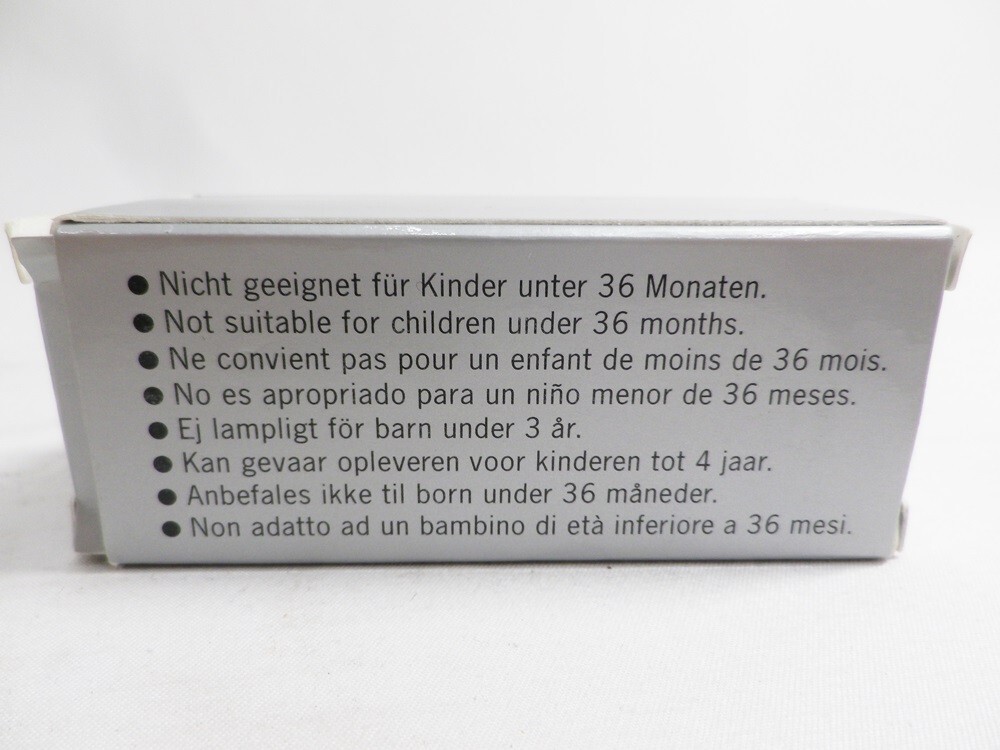 ● Nicht geeignet für Kinder unter 36 Monaten.
● Not suitable for children under 36 months.
● Ne convient pas pour un enfant de moins de 36 mois.
● No es apropriado para un niño menor de 36 meses.
● Ej lampligt för barn under 3 år.
● Kan gevaar opleveren voor kinderen tot 4 jaar.
● Anbefales ikke til born under 36 måneder.
● Non adatto ad un bambino di età inferiore a 36 mesi.